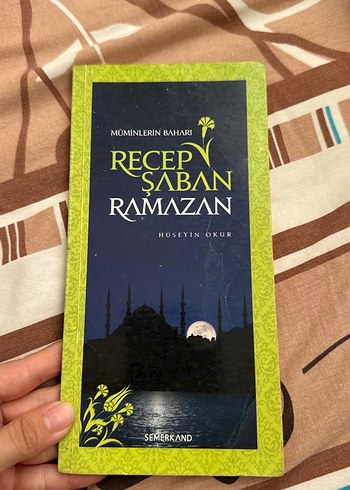 MÜMİNLERİN BAHARI
RECEP
ŞABAN
RAMAZAN
HÜSEYİN OKUR
SEMERKAND